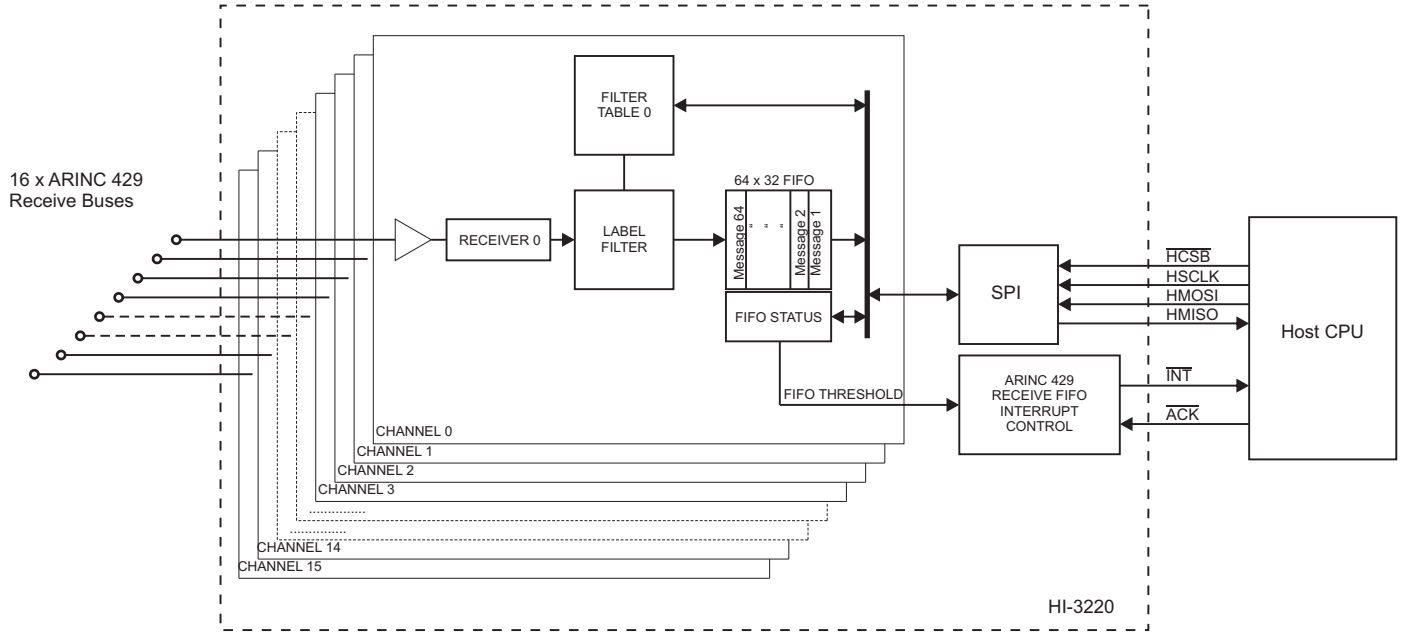 16 x ARINC 429
Receive Buses
FILTER
TABLE 0
64 x 32 FIFO
RECEIVER 0
LABEL
FILTER
Message 64
" " "
Message 2
Message 1
FIFO STATUS
FIFO THRESHOLD
SPI
HCSB
HSCLK
HMOSI
HMISO
Host CPU
ARINC 429
RECEIVE FIFO
INTERRUPT
CONTROL
INT
ACK
CHANNEL 0
CHANNEL 1
CHANNEL 2
CHANNEL 3
................
................
CHANNEL 14
CHANNEL 15
HI-3220